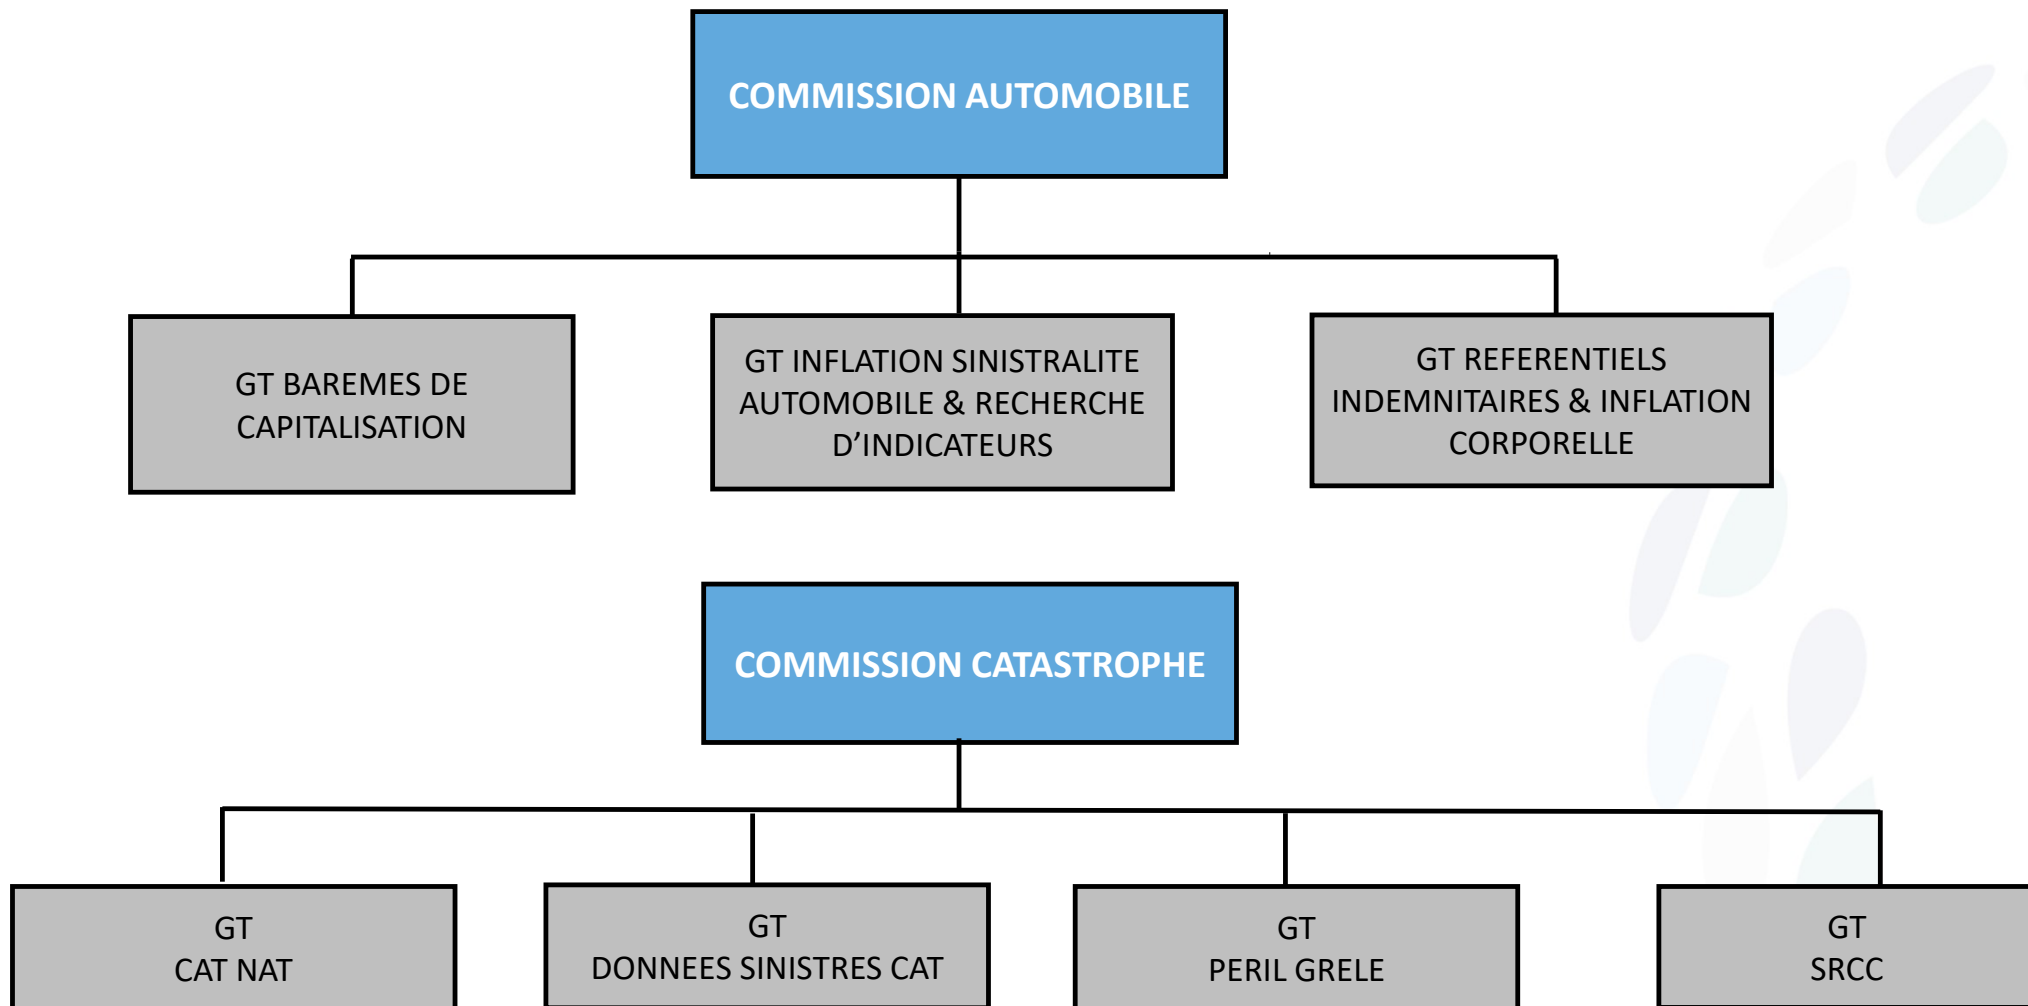 COMMISSION AUTOMOBILE
GT BAREMES DE
CAPITALISATION
GT INFLATION SINISTRALITE
AUTOMOBILE & RECHERCHE
D’INDICATEURS
GT REFERENTIELS
INDEMNITAIRES & INFLATION
CORPORELLE
COMMISSION CATASTROPHE
GT
CAT NAT
GT
DONNEES SINISTRES CAT
GT
PERIL GRELE
GT
SRCC